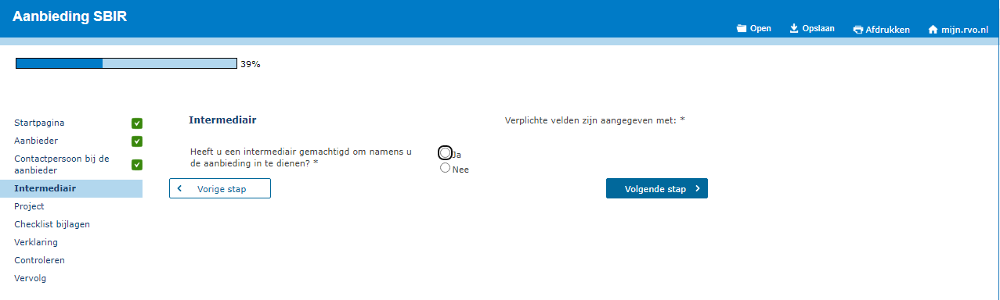 Aanbieding SBIR
Open
Opslaan
Afdrukken
mijn.rvo.nl
39%
Startpagina
Aanbieder
Contactpersoon bij de
aanbieder
Intermediair
Project
Checklist bijlagen
Verklaring
Controleren
Vervolg
Intermediair
Verplichte velden zijn aangegeven met: *
Heeft u een intermediair gemachtigd om namens u
de aanbieding in te dienen? *
Ja
Nee
Vorige stap
Volgende stap